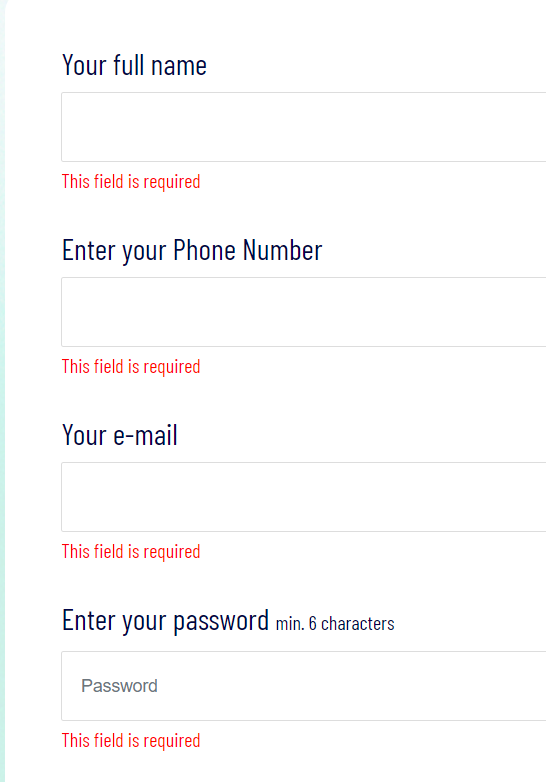 Your full name
This field is required
Enter your Phone Number
This field is required
Your e-mail
This field is required
Enter your password min. 6 characters
Password
This field is required